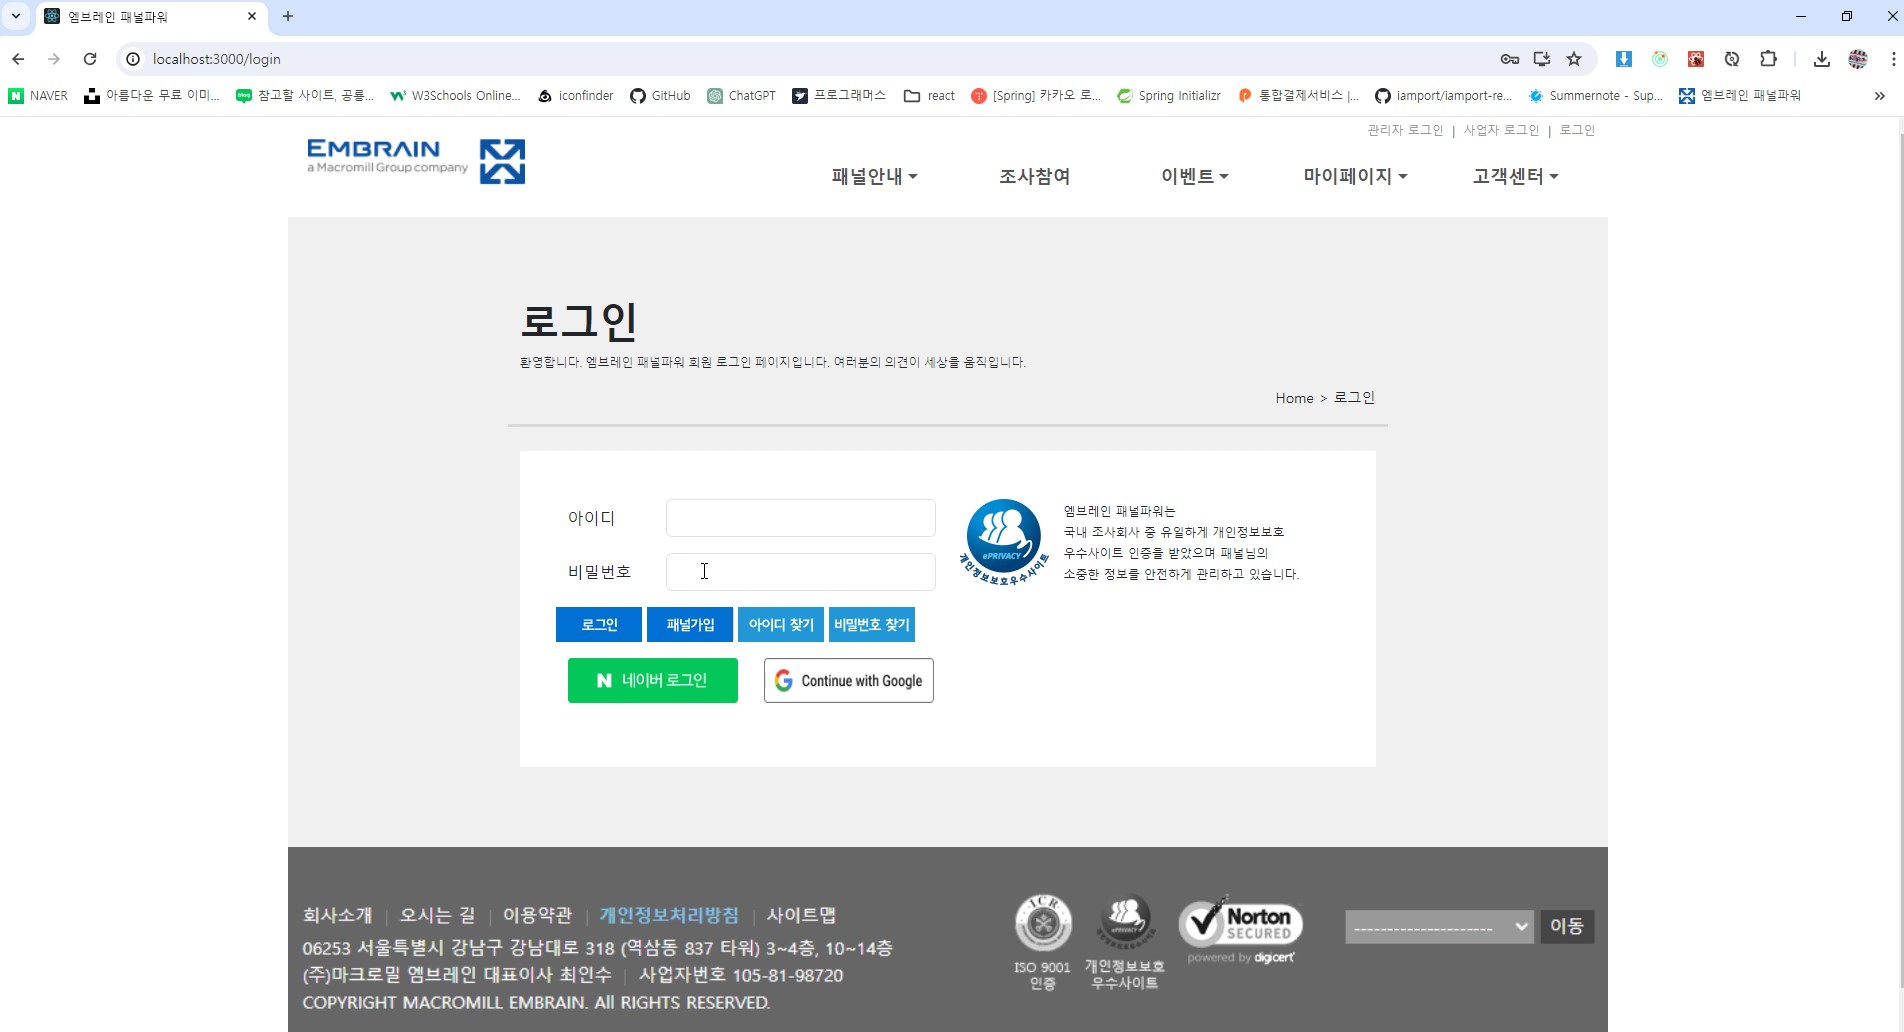 엠브레인 패널파워
localhost:3000/login
NAVER 아름다운 무료 이미... 참고할 사이트, 공룡... W3Schools Online... iconfinder GitHub ChatGPT 프로그래머스 react [Spring] 카카오 로... Spring Initializr 통합결제서비스 |... iamport/iamport-re... Summernote - Sup... 엠브레인 패널파워
관리자 로그인 | 사업자 로그인 | 로그인
EMBRAIN
a Macromill Group company
패널안내 조사참여 이벤트 마이페이지 고객센터
로그인
환영합니다. 엠브레인 패널파워 회원 로그인 페이지입니다. 여러분의 의견이 세상을 움직입니다.
Home > 로그인
아이디
비밀번호
로그인 패널가입 아이디 찾기 비밀번호 찾기
N 네이버 로그인 Continue with Google
ePRIVACY
개인정보보호우수사이트
엠브레인 패널파워는
국내 조사회사 중 유일하게 개인정보보호
우수사이트 인증을 받았으며 패널님의
소중한 정보를 안전하게 관리하고 있습니다.
회사소개 | 오시는 길 | 이용약관 | 개인정보처리방침 | 사이트맵
06253 서울특별시 강남구 강남대로 318 (역삼동 837 타워) 3~4층, 10~14층
(주)마크로밀 엠브레인 대표이사 최인수 | 사업자번호 105-81-98720
COPYRIGHT MACROMILL EMBRAIN. All RIGHTS RESERVED.
ICR
ISO 9001
인증
개인정보보호
우수사이트
Norton
SECURED
powered by digicert
---------------------- 이동